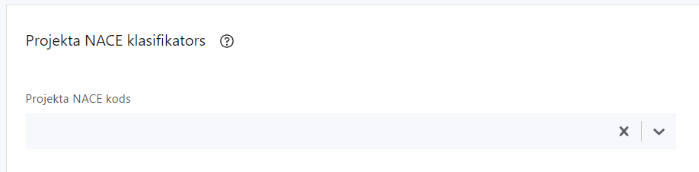 Projekta NACE klasifikators
Projekta NACE kods